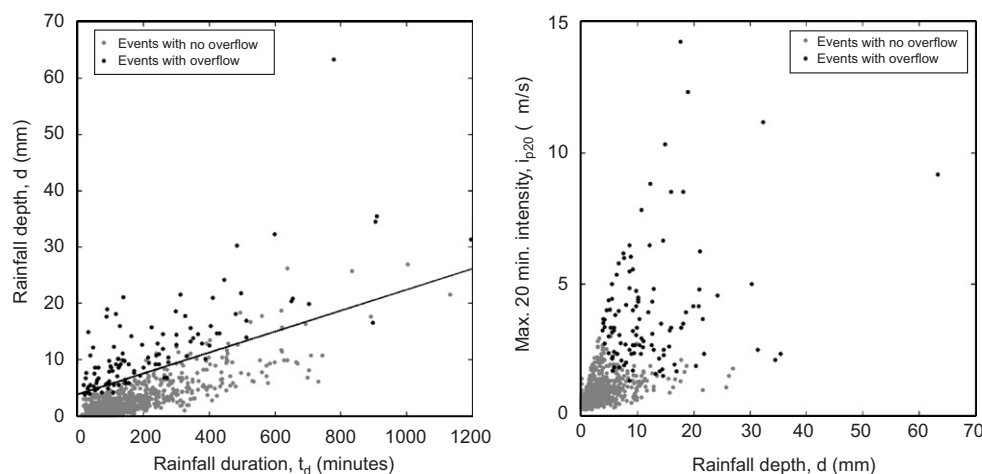 70
60
50
40
30
20
10
0
Rainfall depth, d (mm)
Events with no overflow
Events with overflow
0 200 400 600 800 1000 1200
Rainfall duration, t_d (minutes)
15
10
5
0
Max. 20 min. intensity, i_p20 ( m/s)
Events with no overflow
Events with overflow
0 10 20 30 40 50 60 70
Rainfall depth, d (mm)